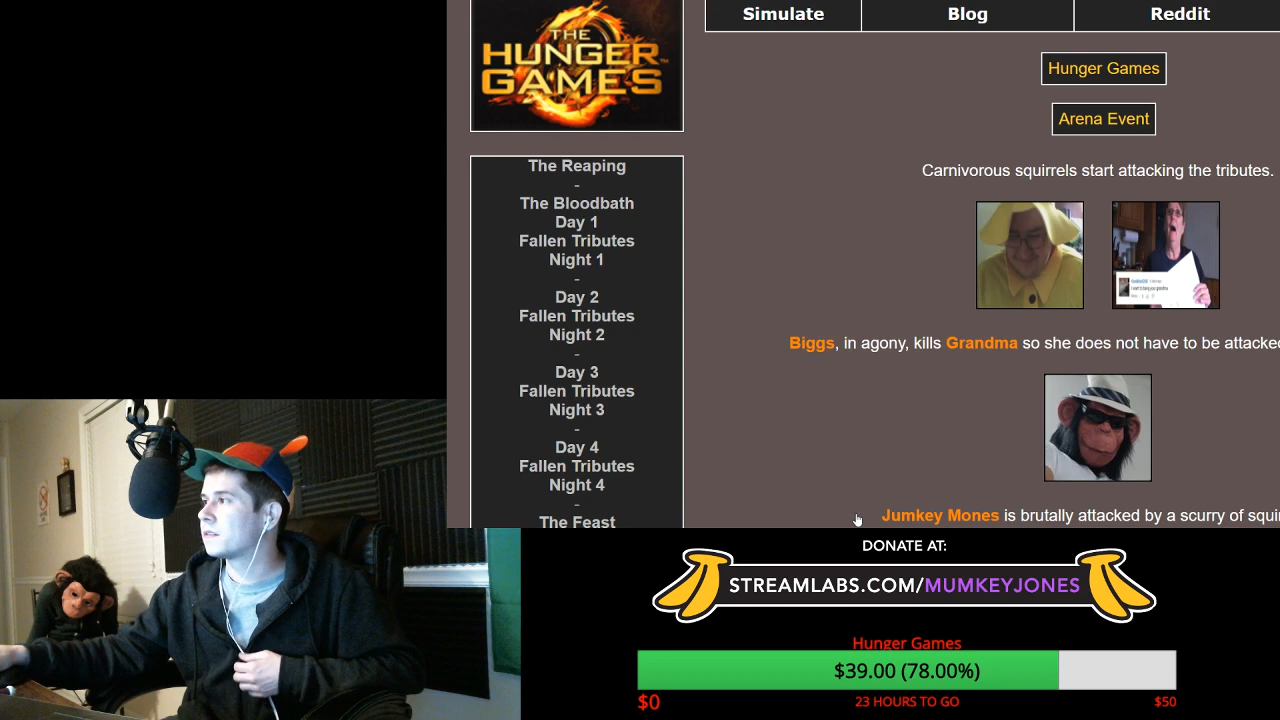 THE
HUNGER
GAMES™
Simulate
Blog
Reddit
Hunger Games
Arena Event
The Reaping
-
The Bloodbath
Day 1
Fallen Tributes
Night 1
-
Day 2
Fallen Tributes
Night 2
-
Day 3
Fallen Tributes
Night 3
-
Day 4
Fallen Tributes
Night 4
-
The Feast
Carnivorous squirrels start attacking the tributes.
Biggs, in agony, kills Grandma so she does not have to be attacked
Jumkey Mones is brutally attacked by a scurry of squi
DONATE AT:
STREAMLABS.COM/MUMKEYJONES
Hunger Games
$39.00 (78.00%)
$0
23 HOURS TO GO
$50